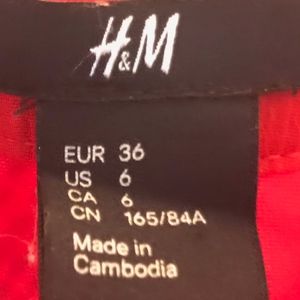 H&M
EUR 36
US 6
CA 6
CN 165/84A
Made in
Cambodia